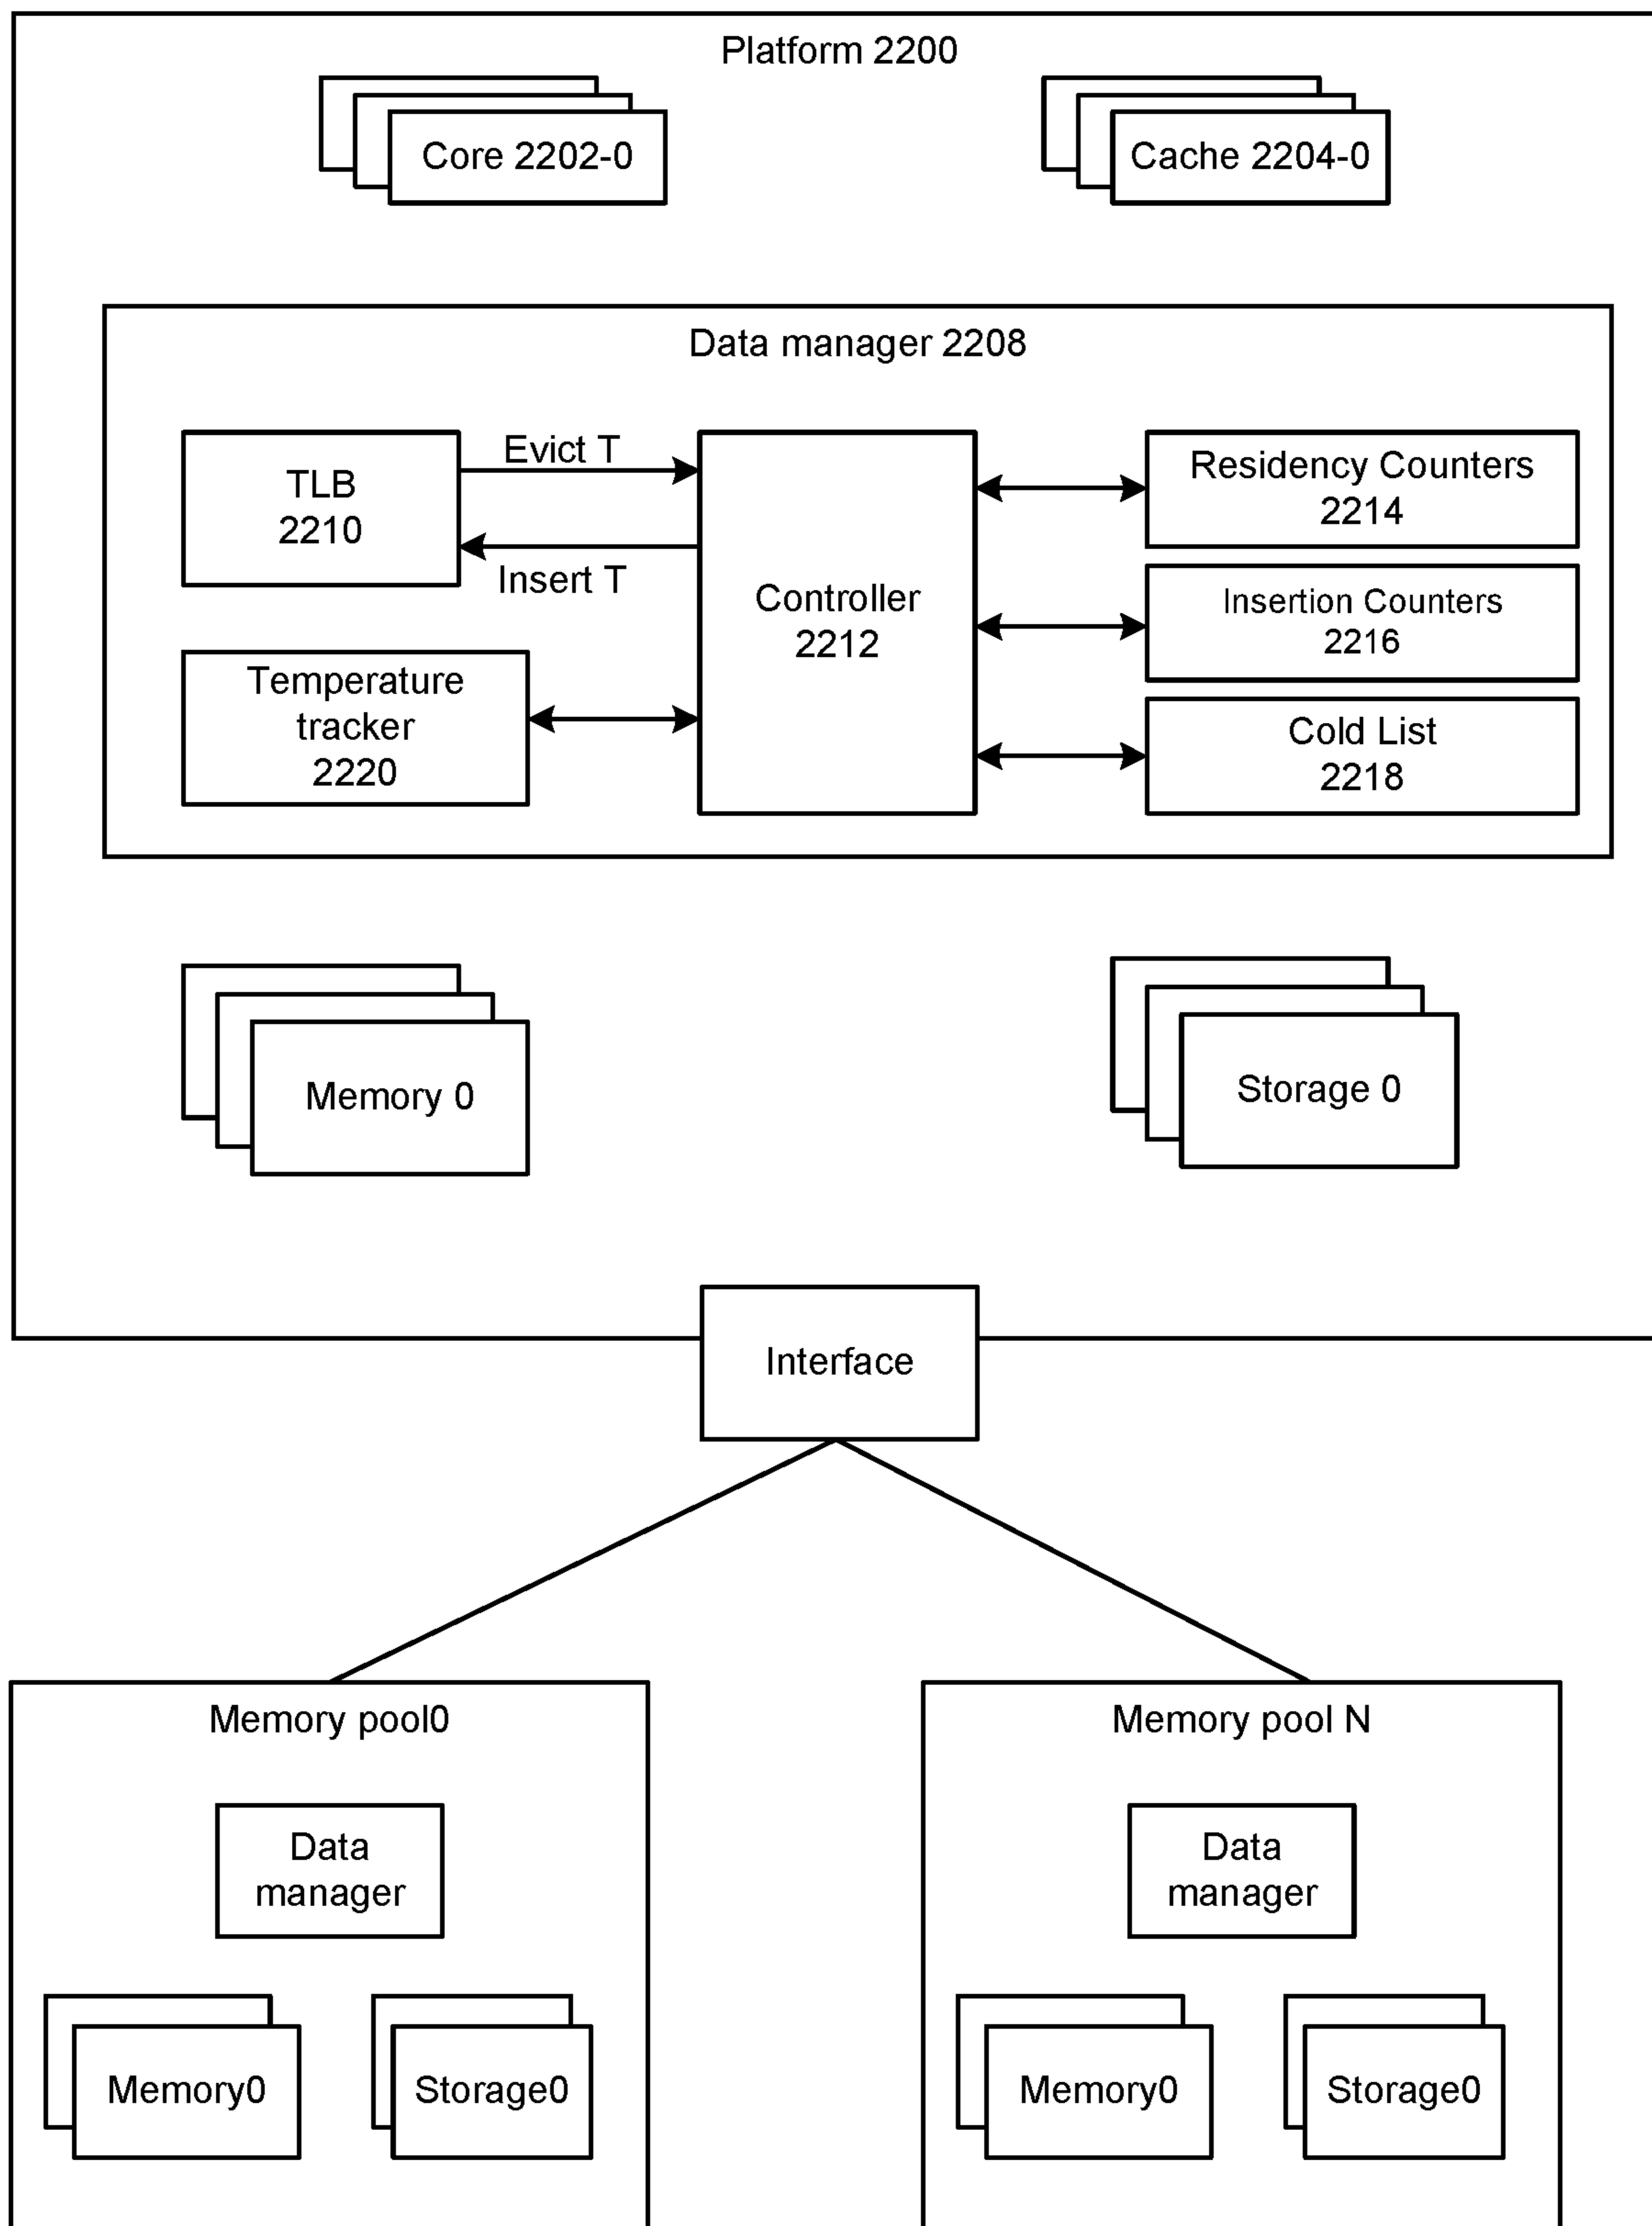 Platform 2200
Core 2202-0
Cache 2204-0
Data manager 2208
TLB
2210
Evict T
Insert T
Controller
2212
Residency Counters
2214
Insertion Counters
2216
Cold List
2218
Temperature
tracker
2220
Memory 0
Storage 0
Interface
Memory pool0
Data
manager
Memory0
Storage0
Memory pool N
Data
manager
Memory0
Storage0